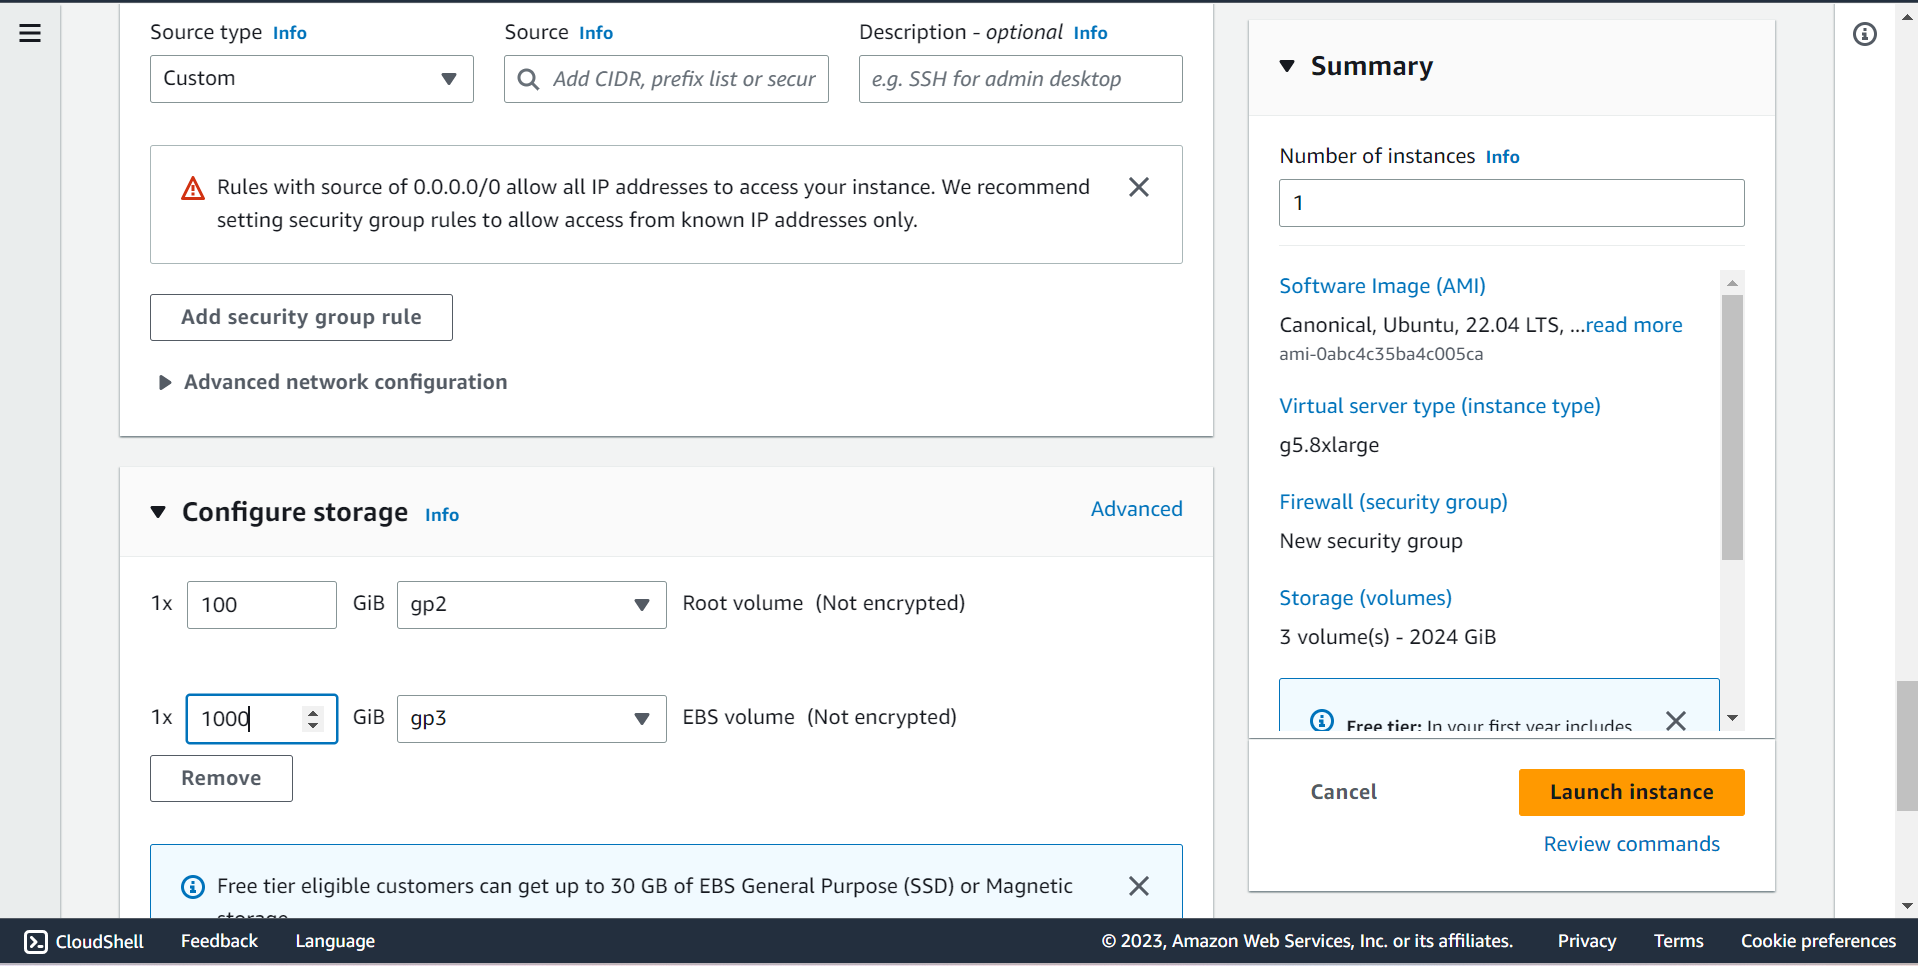 Source type Info
Source Info
Description - optional Info
Custom
Add CIDR, prefix list or secur
e.g. SSH for admin desktop
Rules with source of 0.0.0.0/0 allow all IP addresses to access your instance. We recommend
setting security group rules to allow access from known IP addresses only.
Add security group rule
Advanced network configuration
Configure storage Info
Advanced
1x 100 GiB gp2 Root volume (Not encrypted)
1x 1000 GiB gp3 EBS volume (Not encrypted)
Remove
Free tier eligible customers can get up to 30 GB of EBS General Purpose (SSD) or Magnetic
storage
Summary
Number of instances Info
1
Software Image (AMI)
Canonical, Ubuntu, 22.04 LTS, ...read more
ami-0abc4c35ba4c005ca
Virtual server type (instance type)
g5.8xlarge
Firewall (security group)
New security group
Storage (volumes)
3 volume(s) - 2024 GiB
Free tier: In your first year includes
Cancel
Launch instance
Review commands
CloudShell
Feedback
Language
© 2023, Amazon Web Services, Inc. or its affiliates.
Privacy
Terms
Cookie preferences